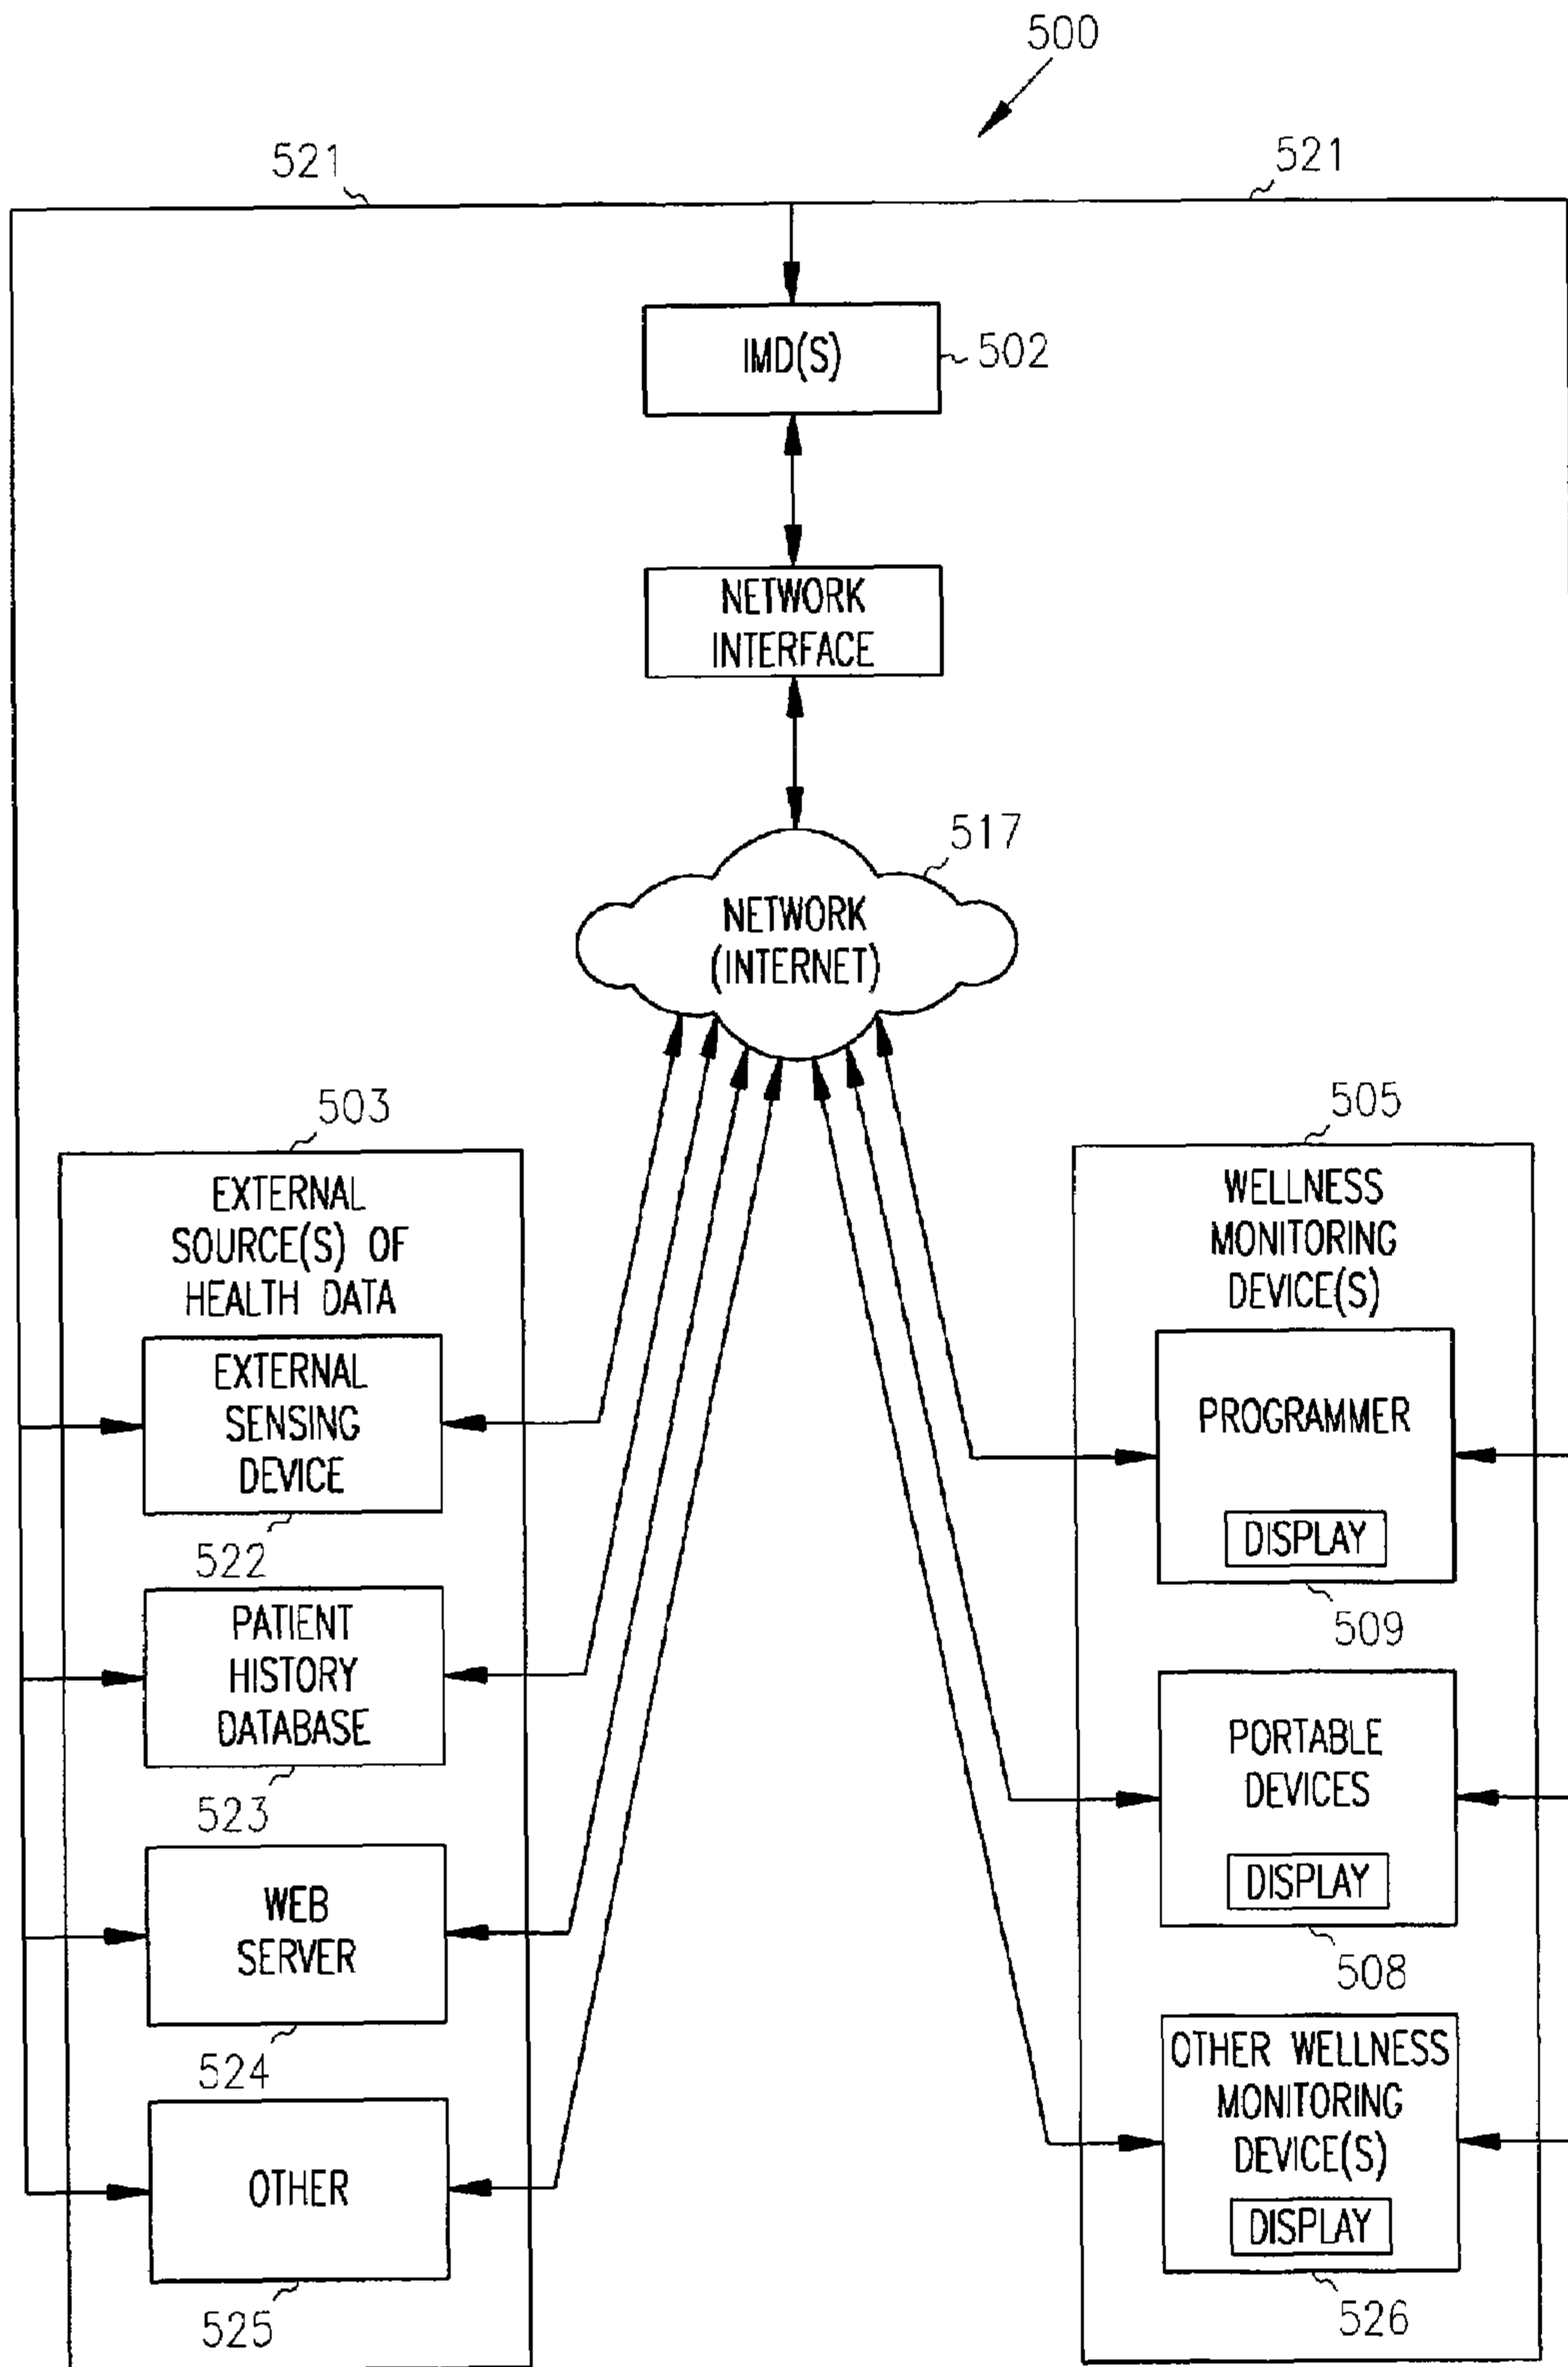 500
521
521
IMD(S)
502
NETWORK
INTERFACE
517
NETWORK
(INTERNET)
503
EXTERNAL
SOURCE(S) OF
HEALTH DATA
EXTERNAL
SENSING
DEVICE
522
PATIENT
HISTORY
DATABASE
523
WEB
SERVER
524
OTHER
525
505
WELLNESS
MONITORING
DEVICE(S)
PROGRAMMER
DISPLAY
509
PORTABLE
DEVICES
DISPLAY
508
OTHER WELLNESS
MONITORING
DEVICE(S)
DISPLAY
526